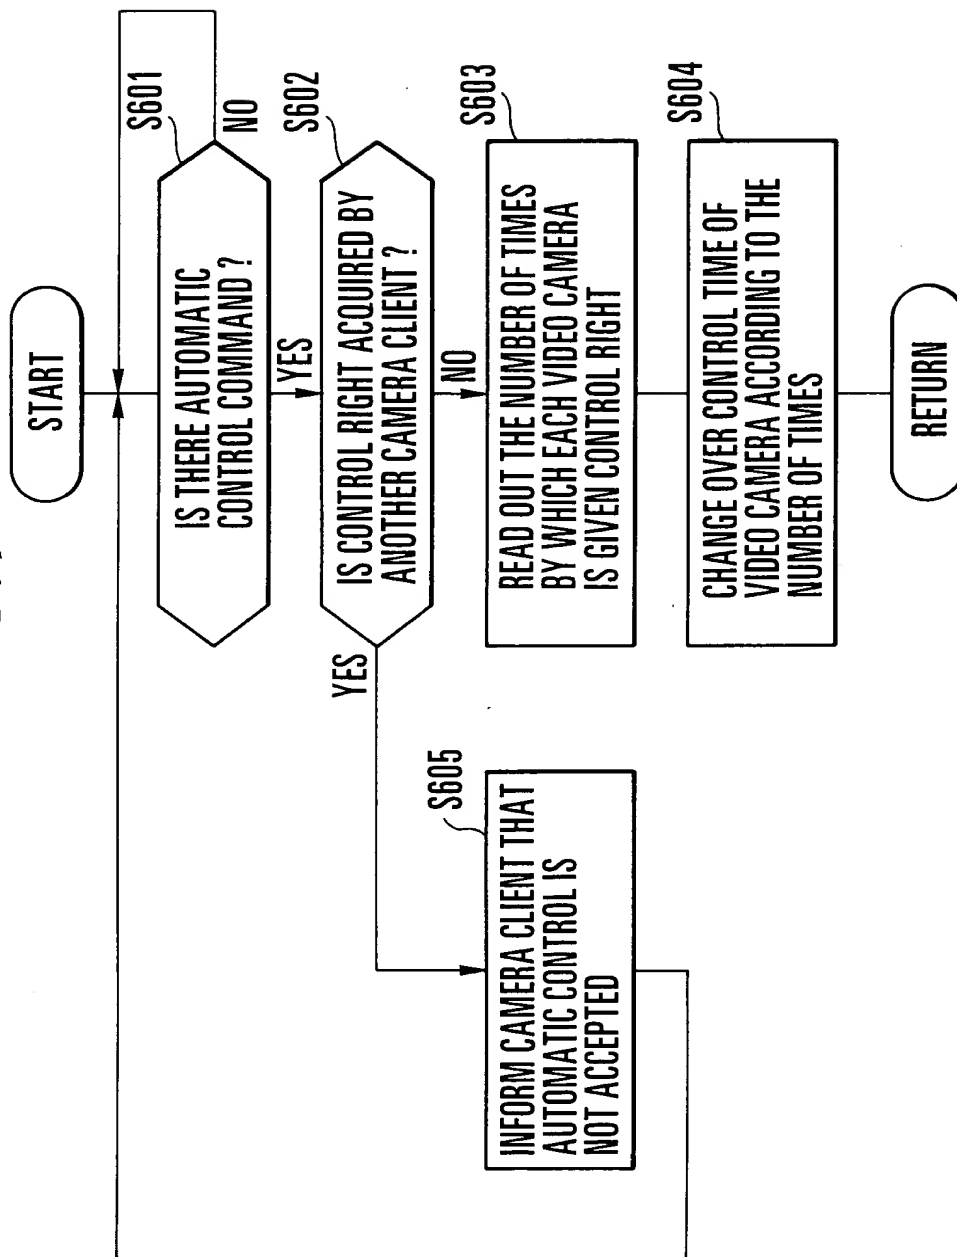 START
S601
IS THERE AUTOMATIC
CONTROL COMMAND ?
NO
YES
S602
IS CONTROL RIGHT ACQUIRED BY
ANOTHER CAMERA CLIENT ?
YES
NO
S603
READ OUT THE NUMBER OF TIMES
BY WHICH EACH VIDEO CAMERA
IS GIVEN CONTROL RIGHT
S605
INFORM CAMERA CLIENT THAT
AUTOMATIC CONTROL IS
NOT ACCEPTED
S604
CHANGE OVER CONTROL TIME OF
VIDEO CAMERA ACCORDING TO THE
NUMBER OF TIMES
RETURN